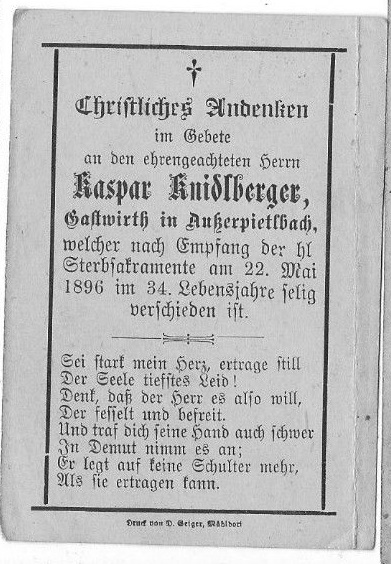 †
Christliches Andenken
im Gebete
an den ehrengeachteten Herrn
Kaspar Knidlberger,
Gastwirth in Außerpietlbach,
welcher nach Empfang der hl
Sterbsakramente am 22. Mai
1896 im 34. Lebensjahre selig
verschieden ist.
Sei stark mein Herz, ertrage still
Der Seele tiefstes Leid!
Denk, daß der Herr es also will,
Der fesselt und befreit.
Und traf dich seine Hand auch schwer
In Demut nimm es an;
Er legt auf keine Schulter mehr,
Als sie ertragen kann.
Druck von D. Geiger, Mühldorf